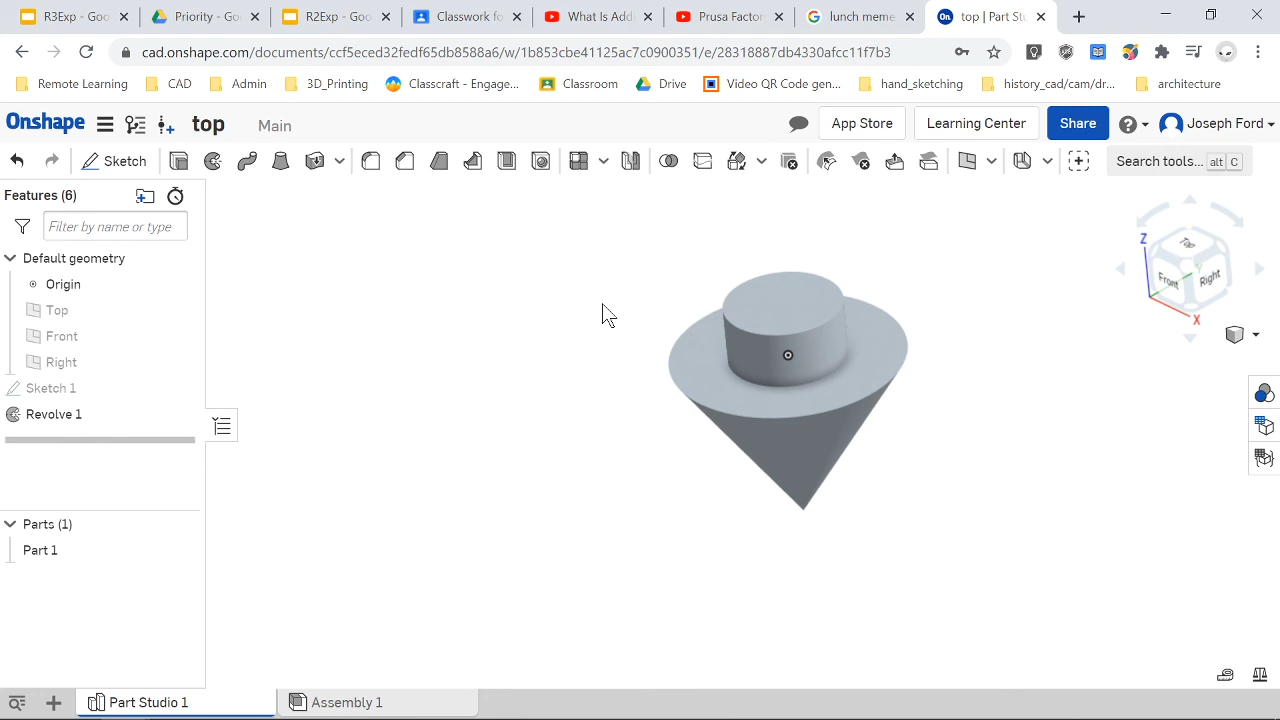 R3Exp - Goo
Priority - Go
R2Exp - Goo
Classwork fo
What Is Addi
Prusa Factor
lunch meme
top | Part Stu
cad.onshape.com/documents/ccf5eced32fedf65db8588a6/w/1b853cbe41125ac7c0900351/e/28318887db4330afcc11f7b3
Remote Learning
CAD
Admin
3D_Printing
Classcraft - Engage...
Classroom
Drive
Video QR Code gen...
hand_sketching
history_cad/cam/dr...
architecture
Onshape
top
Main
App Store
Learning Center
Share
Joseph Ford
Sketch
Search tools... alt C
Features (6)
Filter by name or type
Default geometry
Origin
Top
Front
Right
Sketch 1
Revolve 1
Parts (1)
Part 1
Z
Top
Front
Right
Y
X
Part Studio 1
Assembly 1